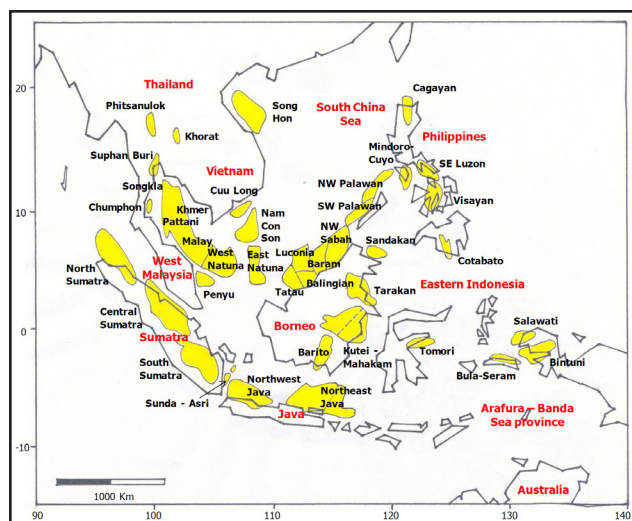 Thailand
Phitsanulok
Khorat
Suphan Buri
Songkla
Chumphon
Khmer
Pattani
Malay
Vietnam
Cuu Long
Song
Hon
South China
Sea
Cagayan
Philippines
Mindoro-
Cuyo
SE Luzon
Visayan
NW Palawan
SW Palawan
Nam
Con
Son
NW
Sabah
Sandakan
Cotabato
West
Natuna
East
Natuna
Luconia
Baram
Balingian
Tatau
Tarakan
West
Malaysia
Penyu
North
Sumatra
Central
Sumatra
Sumatra
South
Sumatra
Sunda - Asri
Northwest
Java
Java
Northeast
Java
Borneo
Barito
Kutei -
Mahakam
Eastern Indonesia
Tomori
Salawati
Bintuni
Bula-Seram
Arafura – Banda
Sea province
Australia
20
10
0
-10
1000 Km
90 100 110 120 130 140